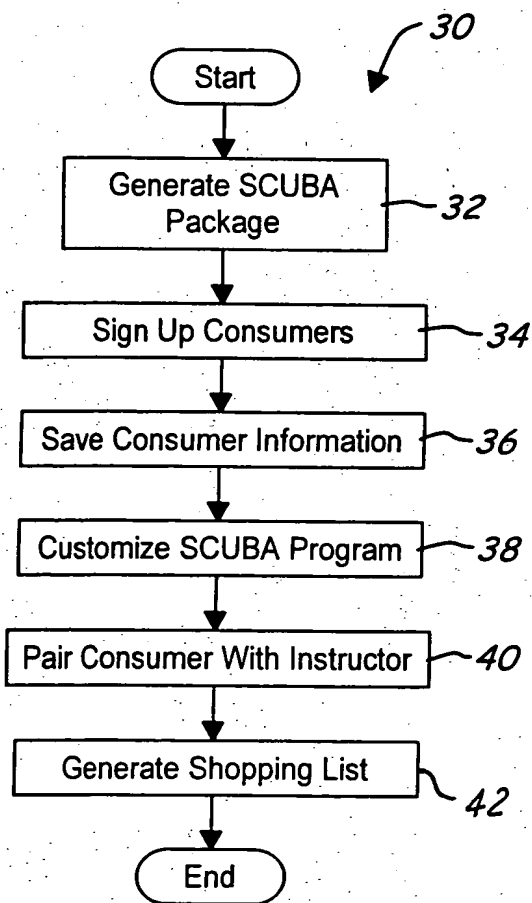 30
Start
Generate SCUBA
Package
32
Sign Up Consumers
34
Save Consumer Information
36
Customize SCUBA Program
38
Pair Consumer With Instructor
40
Generate Shopping List
42
End